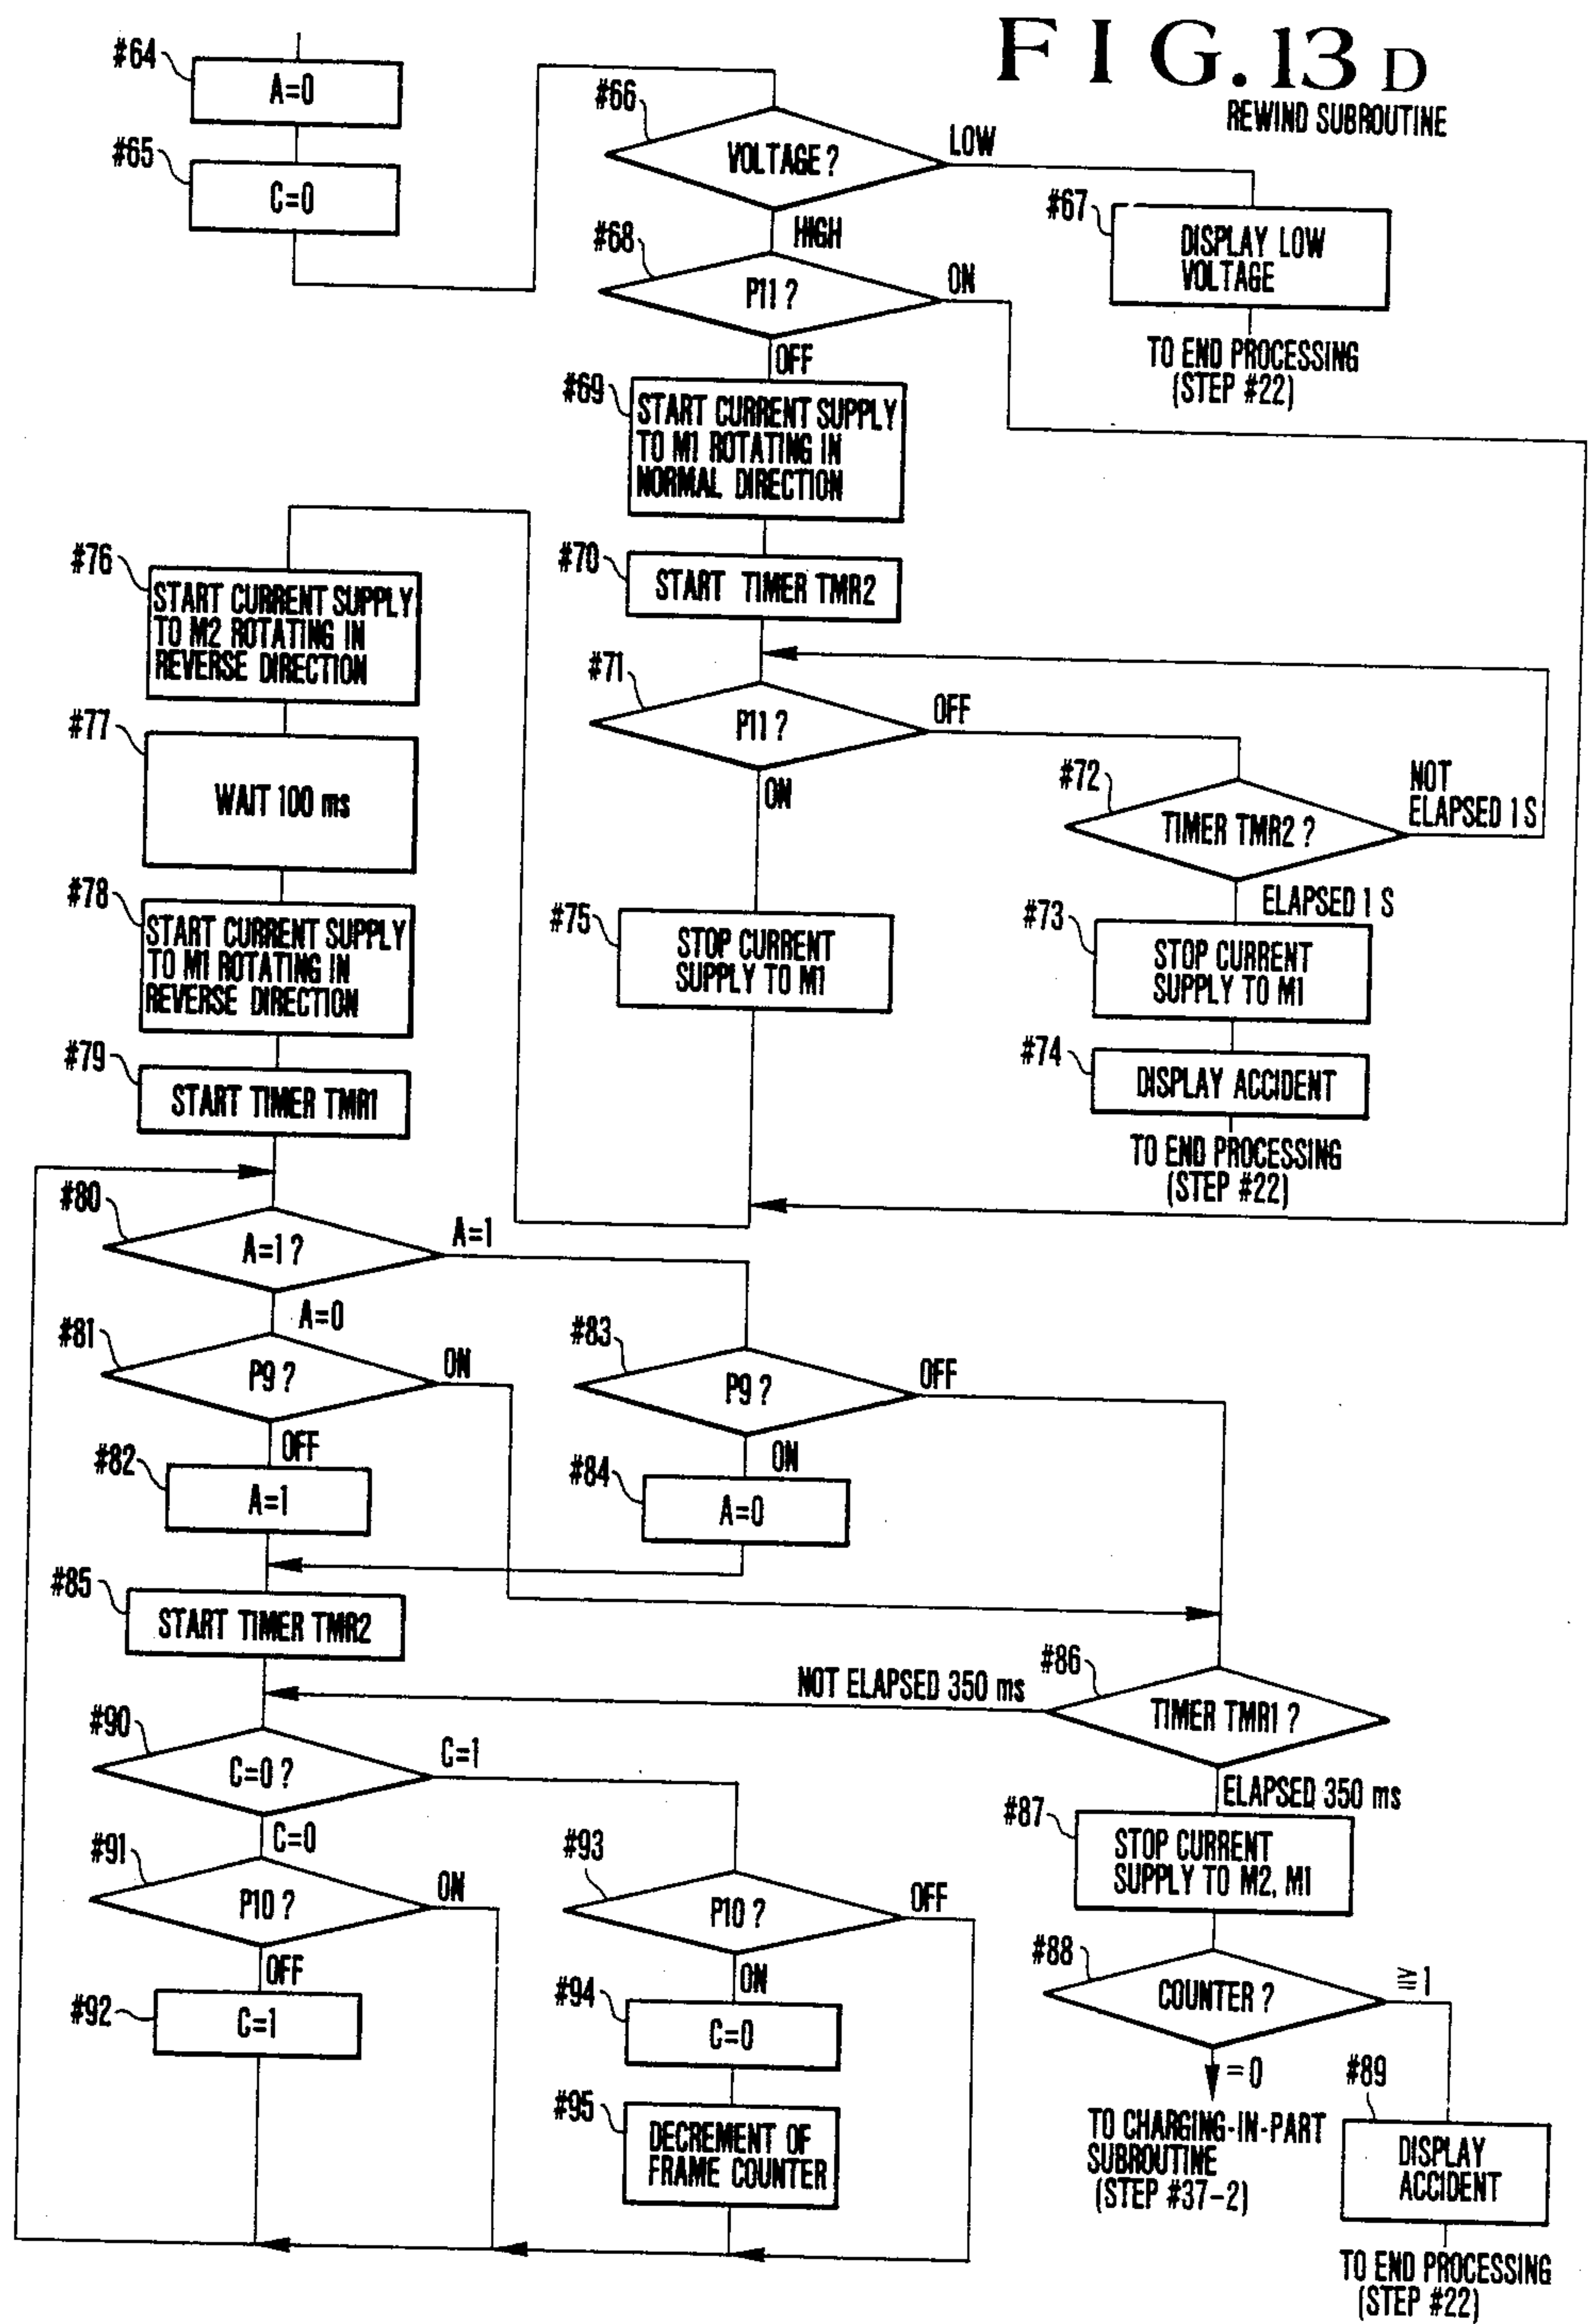 FIG. 13 D
REWIND SUBROUTINE
#64
A=0
#65
C=0
#66
VOLTAGE ?
LOW
HIGH
#67
DISPLAY LOW
VOLTAGE
TO END PROCESSING
(STEP #22)
#68
P11 ?
ON
OFF
#69
START CURRENT SUPPLY
TO M1 ROTATING IN
NORMAL DIRECTION
#70
START TIMER TMR2
#71
P11 ?
OFF
ON
#72
TIMER TMR2 ?
NOT
ELAPSED 1 S
ELAPSED 1 S
#73
STOP CURRENT
SUPPLY TO M1
#74
DISPLAY ACCIDENT
TO END PROCESSING
(STEP #22)
#75
STOP CURRENT
SUPPLY TO M1
#76
START CURRENT SUPPLY
TO M2 ROTATING IN
REVERSE DIRECTION
#77
WAIT 100 ms
#78
START CURRENT SUPPLY
TO M1 ROTATING IN
REVERSE DIRECTION
#79
START TIMER TMR1
#80
A=1 ?
A=1
A=0
#81
P9 ?
ON
OFF
#82
A=1
#83
P9 ?
OFF
ON
#84
A=0
#85
START TIMER TMR2
#86
TIMER TMR1 ?
NOT ELAPSED 350 ms
ELAPSED 350 ms
#87
STOP CURRENT
SUPPLY TO M2, M1
#88
COUNTER ?
≧1
=0
TO CHARGING-IN-PART
SUBROUTINE
(STEP #37-2)
#89
DISPLAY
ACCIDENT
TO END PROCESSING
(STEP #22)
#90
C=0 ?
C=1
C=0
#91
P10 ?
ON
OFF
#92
C=1
#93
P10 ?
OFF
ON
#94
C=0
#95
DECREMENT OF
FRAME COUNTER